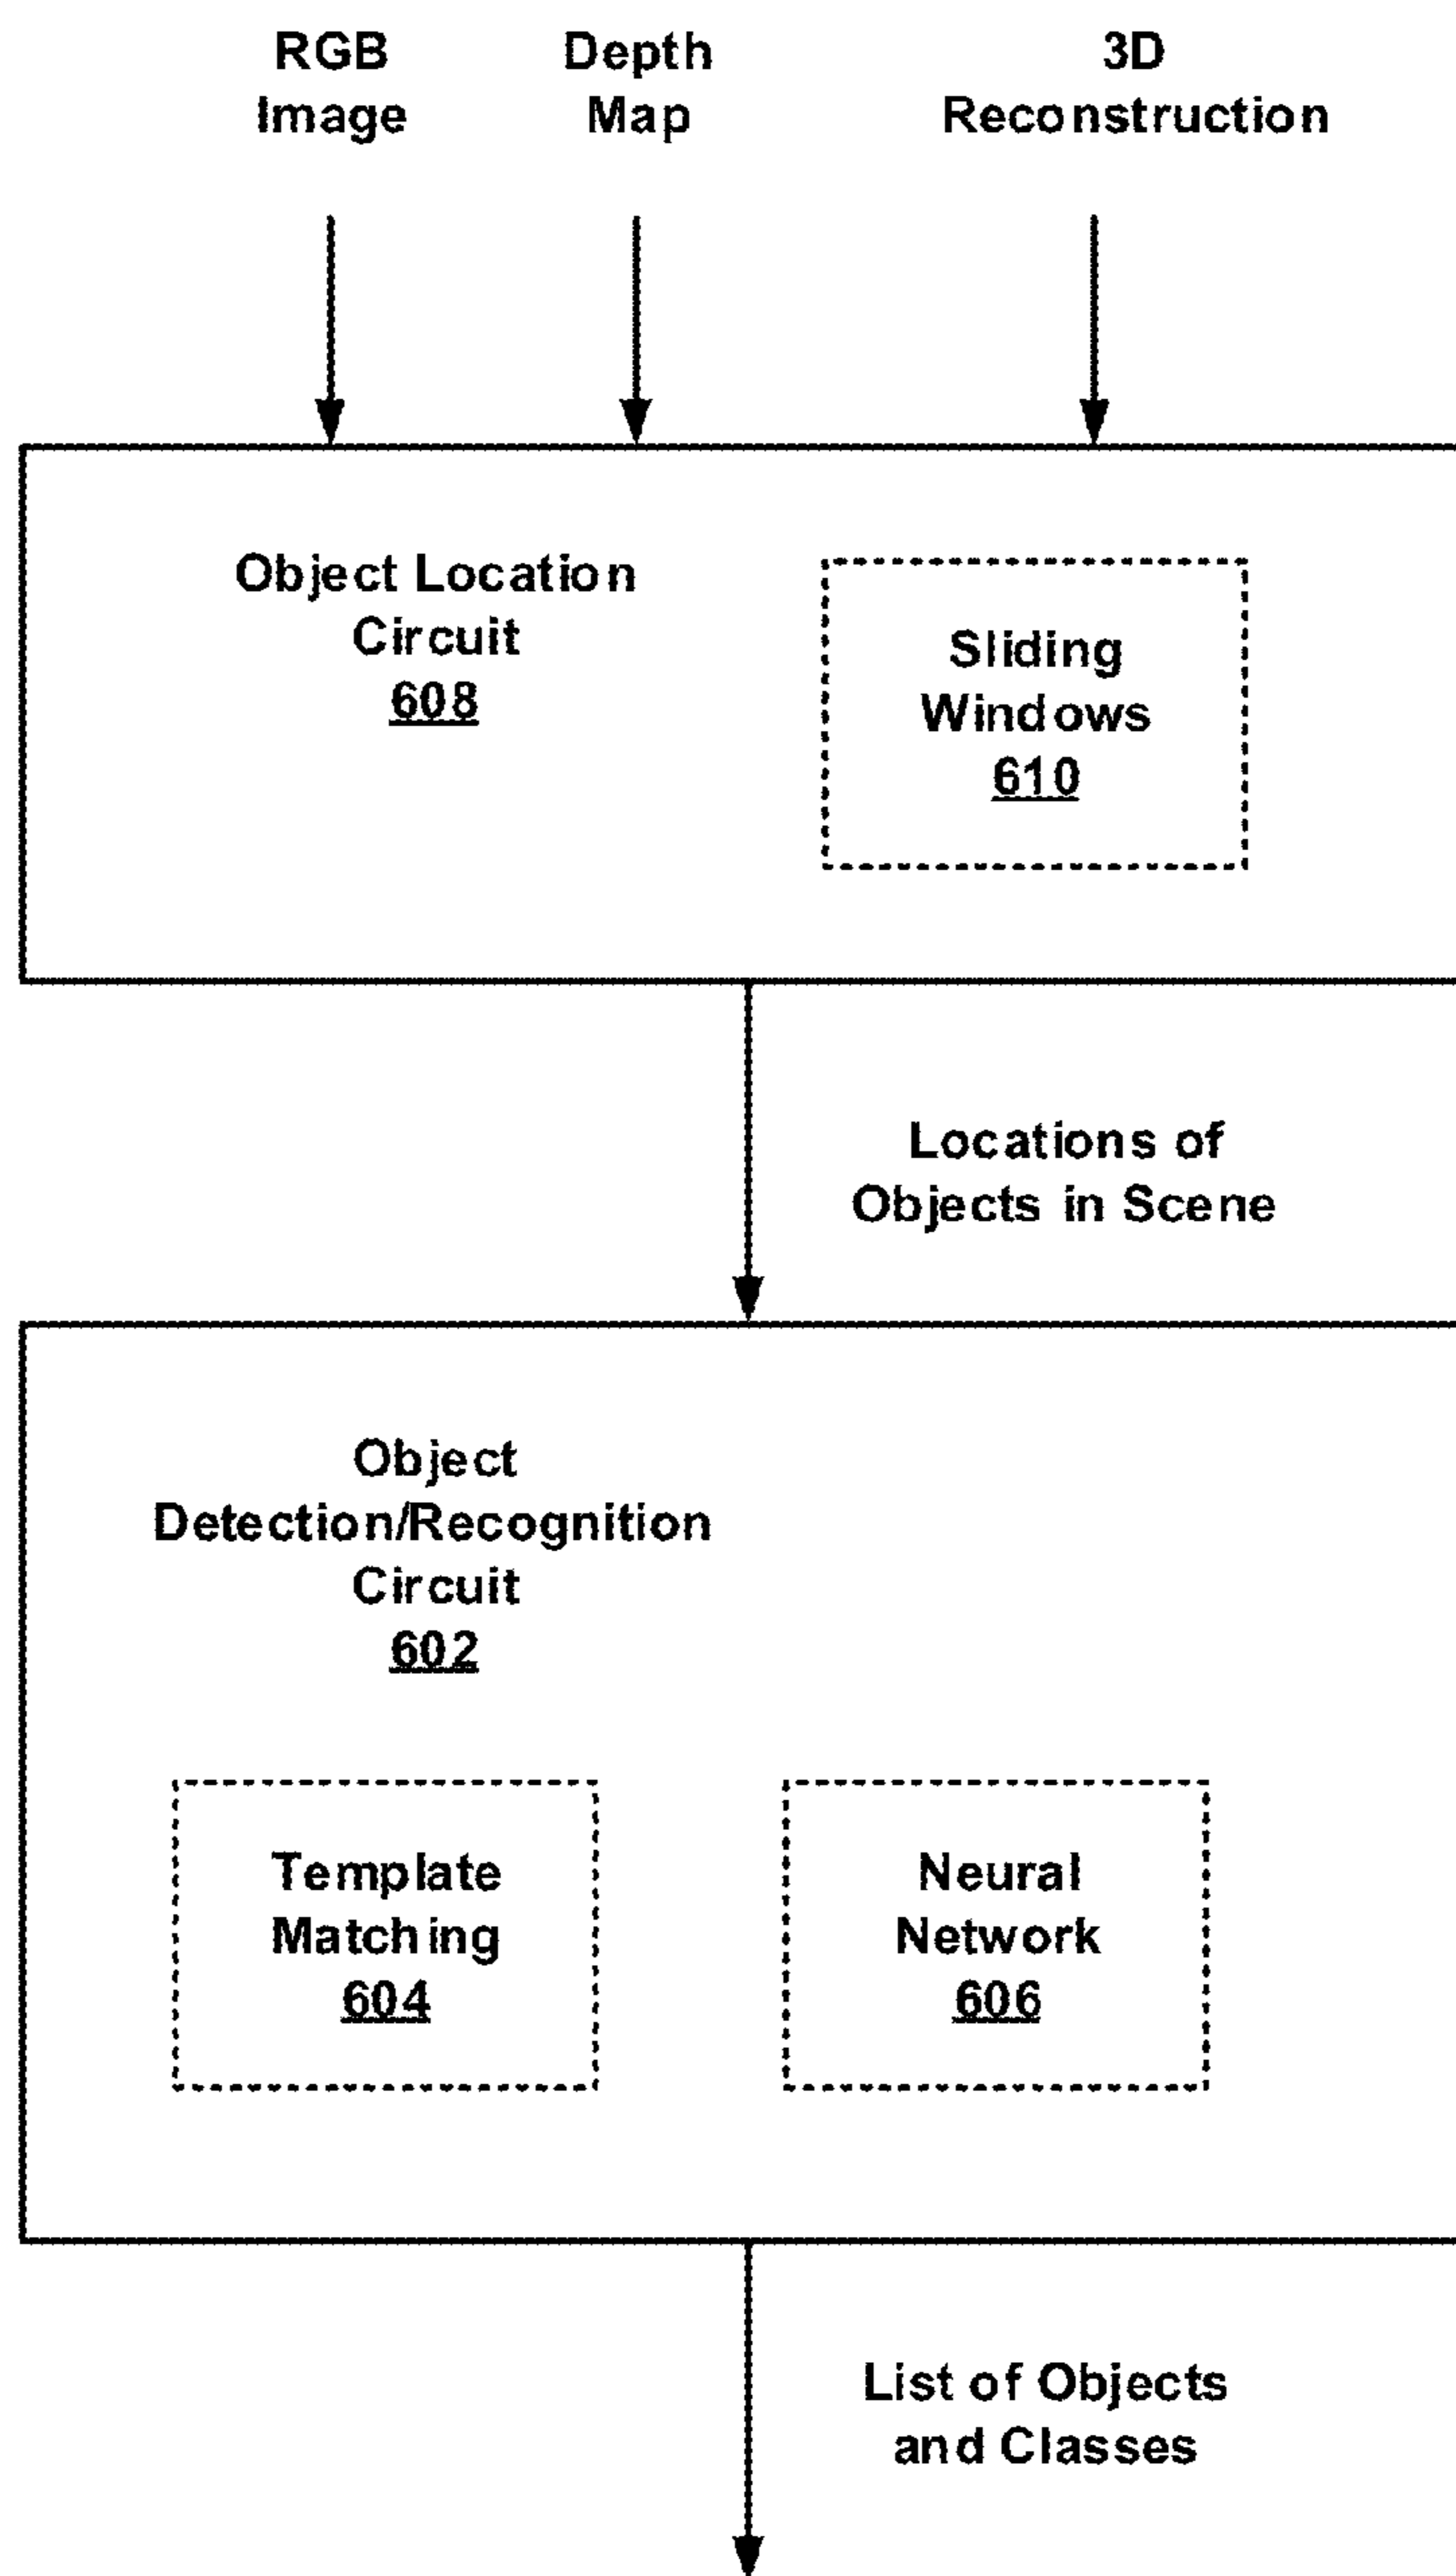 RGB
Image
Depth
Map
3D
Reconstruction
Object Location
Circuit
608
Sliding
Windows
610
Locations of
Objects in Scene
Object
Detection/Recognition
Circuit
602
Template
Matching
604
Neural
Network
606
List of Objects
and Classes